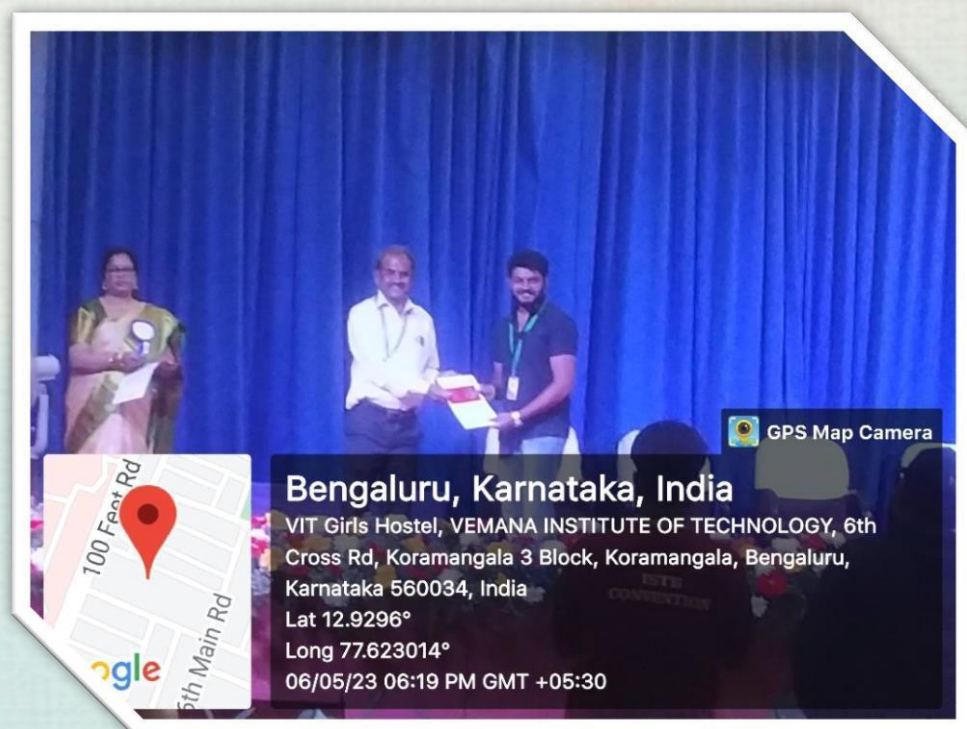 GPS Map Camera
Bengaluru, Karnataka, India
VIT Girls Hostel, VEMANA INSTITUTE OF TECHNOLOGY, 6th
Cross Rd, Koramangala 3 Block, Koramangala, Bengaluru,
Karnataka 560034, India
Lat 12.9296°
Long 77.623014°
06/05/23 06:19 PM GMT +05:30
100 Feet Rd
6th Main Rd
ogle
ISTE
CONVENTION